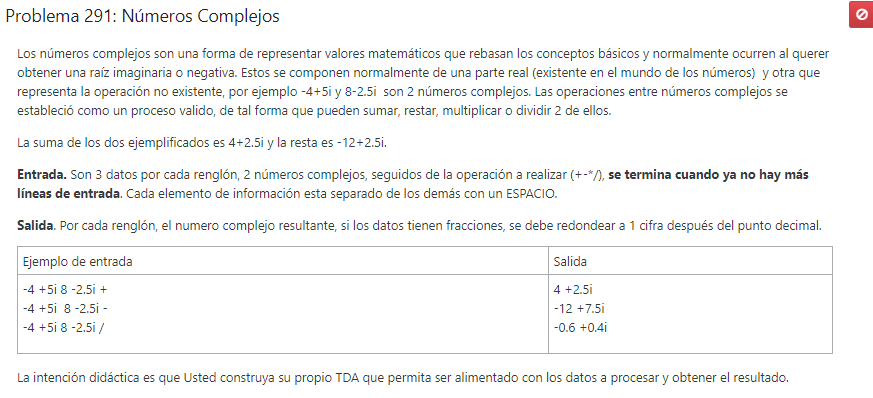 Problema 291: Números Complejos
Los números complejos son una forma de representar valores matemáticos que rebasan los conceptos básicos y normalmente ocurren al querer
obtener una raíz imaginaria o negativa. Estos se componen normalmente de una parte real (existente en el mundo de los números)  y otra que
representa la operación no existente, por ejemplo -4+5i y 8-2.5i  son 2 números complejos. Las operaciones entre números complejos se
estableció como un proceso valido, de tal forma que pueden sumar, restar, multiplicar o dividir 2 de ellos.
La suma de los dos ejemplificados es 4+2.5i y la resta es -12+2.5i.
Entrada. Son 3 datos por cada renglón, 2 números complejos, seguidos de la operación a realizar (+-*/), se termina cuando ya no hay más
líneas de entrada. Cada elemento de información esta separado de los demás con un ESPACIO.
Salida. Por cada renglón, el numero complejo resultante, si los datos tienen fracciones, se debe redondear a 1 cifra después del punto decimal.
Ejemplo de entrada
Salida
-4 +5i 8 -2.5i +
-4 +5i  8 -2.5i -
-4 +5i 8 -2.5i /
4 +2.5i
-12 +7.5i
-0.6 +0.4i
La intención didáctica es que Usted construya su propio TDA que permita ser alimentado con los datos a procesar y obtener el resultado.